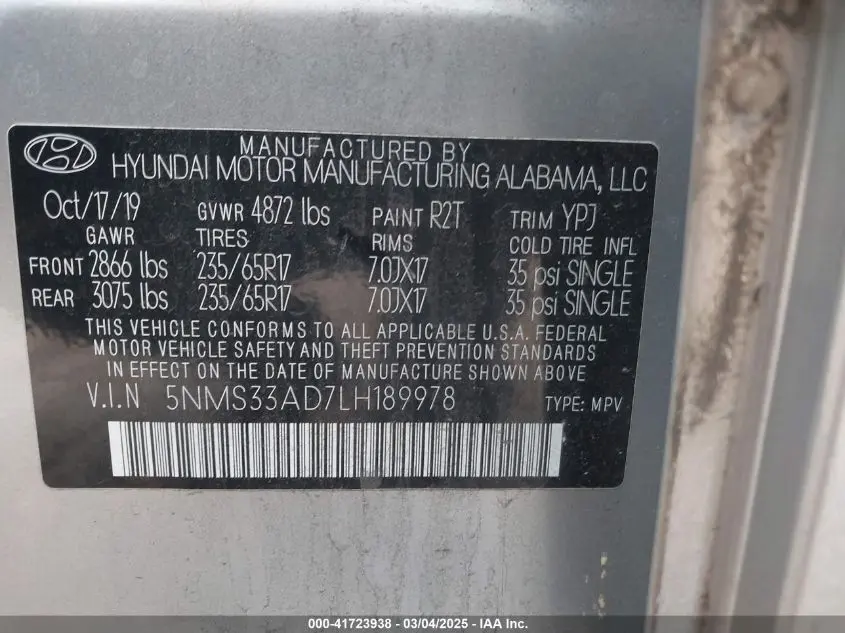 MANUFACTURED BY
HYUNDAI MOTOR MANUFACTURING ALABAMA, LLC
Oct/17/19 GVWR 4872 lbs PAINT R2T TRIM YPJ
GAWR TIRES RIMS COLD TIRE INFL
FRONT 2866 lbs 235/65R17 7.0JX17 35 psi SINGLE
REAR 3075 lbs 235/65R17 7.0JX17 35 psi SINGLE
THIS VEHICLE CONFORMS TO ALL APPLICABLE U.S.A. FEDERAL
MOTOR VEHICLE SAFETY AND THEFT PREVENTION STANDARDS
IN EFFECT ON THE DATE OF MANUFACTURE SHOWN ABOVE
V.I.N 5NMS33AD7LH189978 TYPE: MPV
000-41723938 - 03/04/2025 - IAAI Inc.